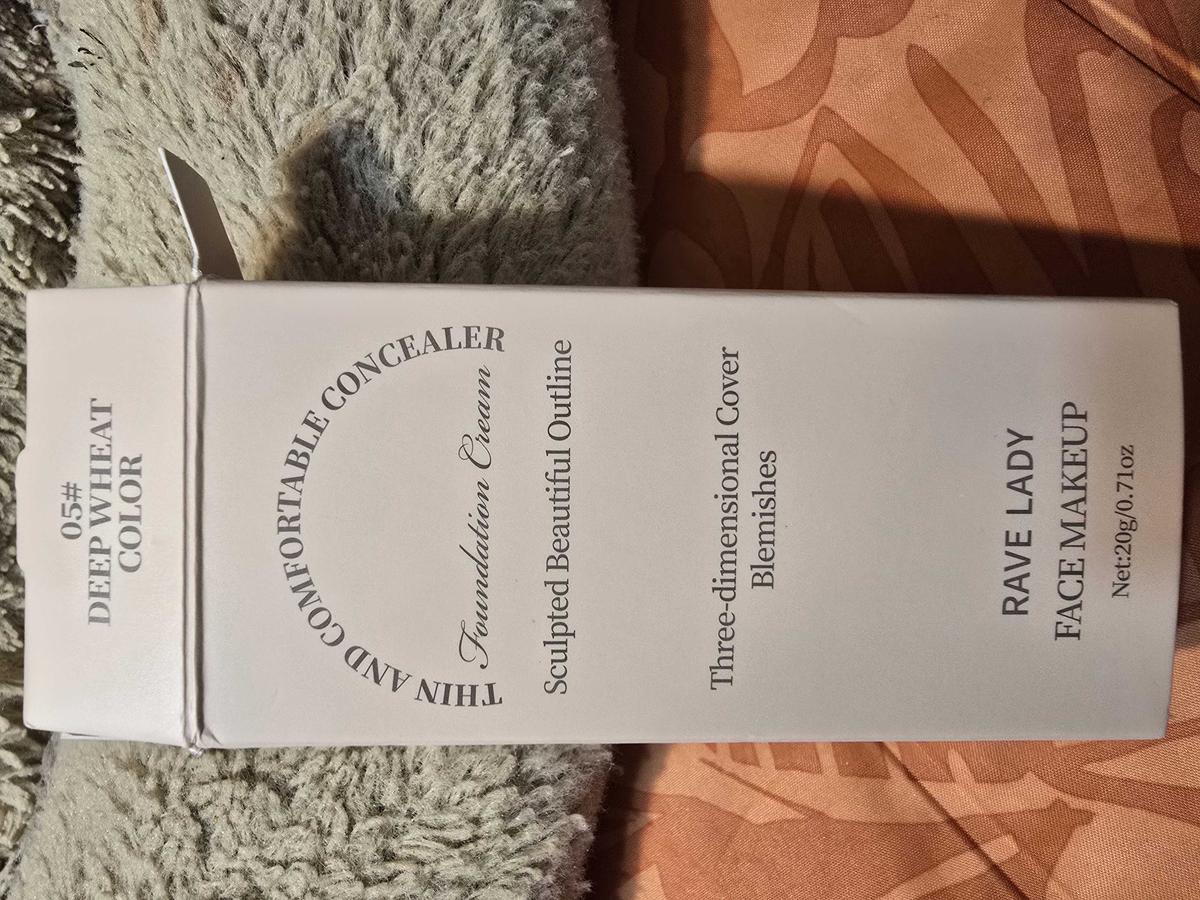 05#
DEEP WHEAT
COLOR
THIN AND COMFORTABLE CONCEALER
Foundation Cream
Sculpted Beautiful Outline
Three-dimensional Cover
Blemishes
RAVE LADY
FACE MAKEUP
Net:20g/0.71oz